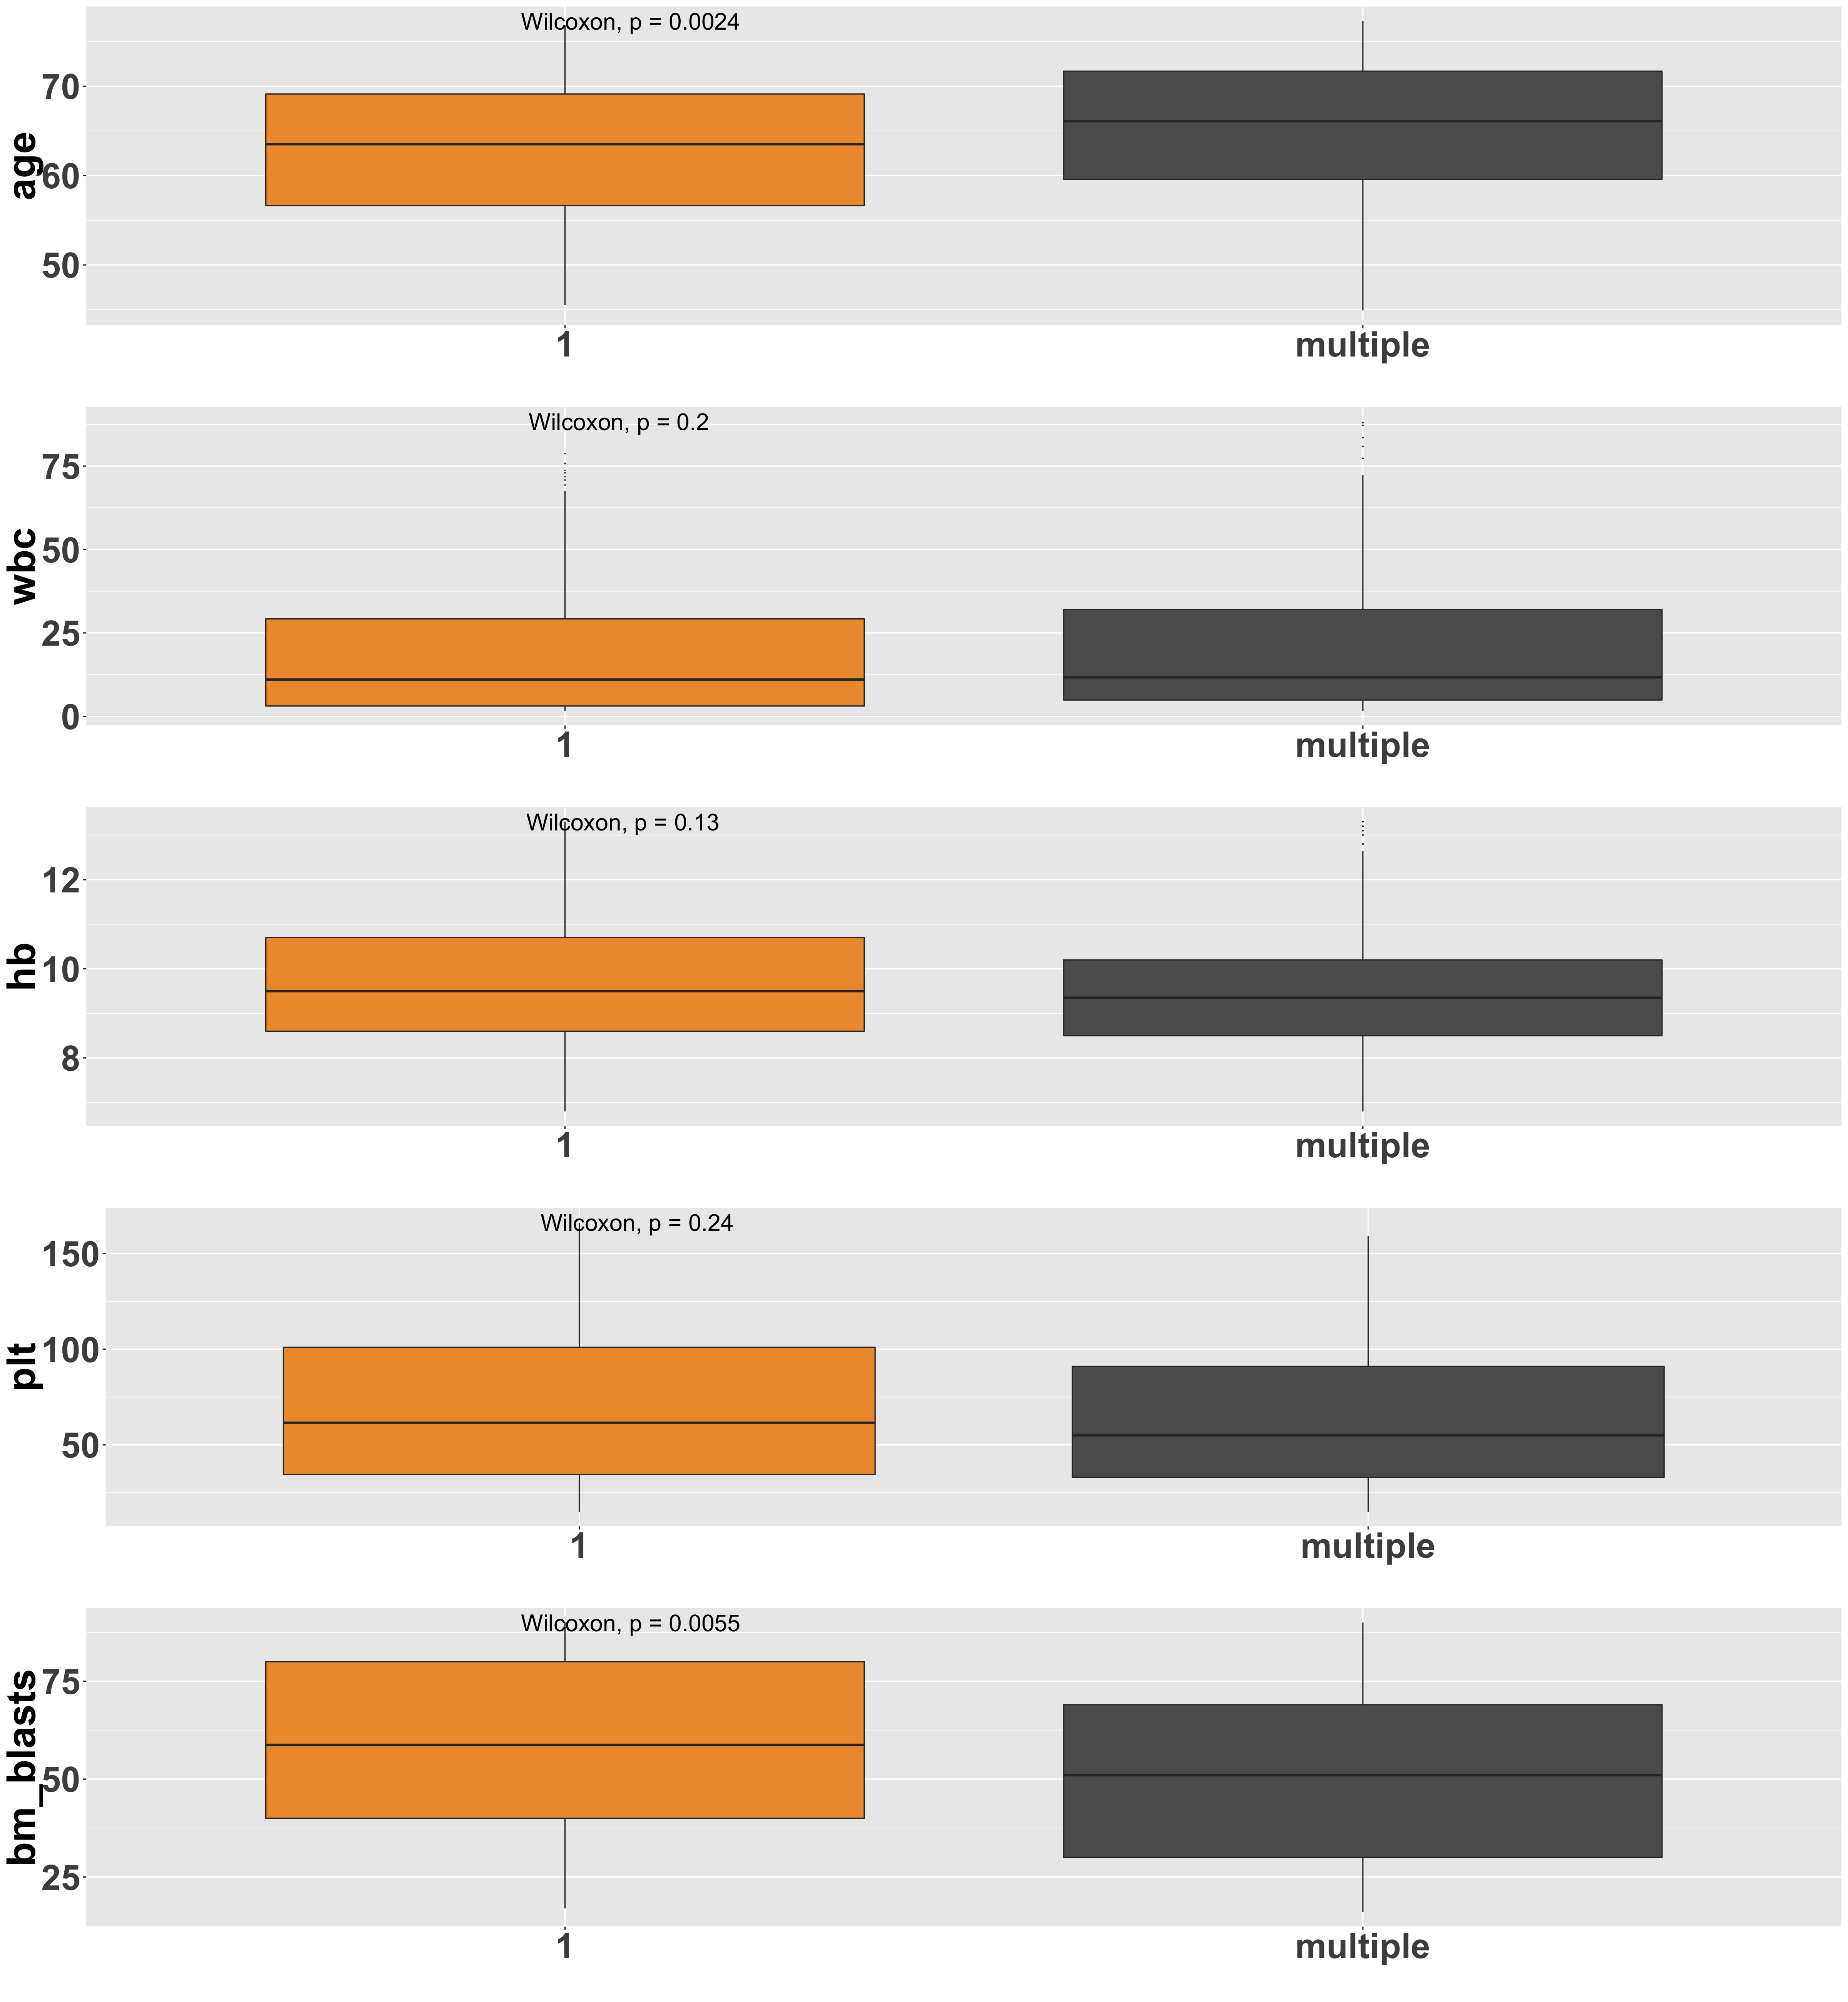 Wilcoxon, p = 0.0024
age
70
60
50
1 multiple
Wilcoxon, p = 0.2
wbc
75
50
25
0
1 multiple
Wilcoxon, p = 0.13
hb
12
10
8
1 multiple
Wilcoxon, p = 0.24
plt
150
100
50
1 multiple
Wilcoxon, p = 0.0055
bm_blasts
75
50
25
1 multiple